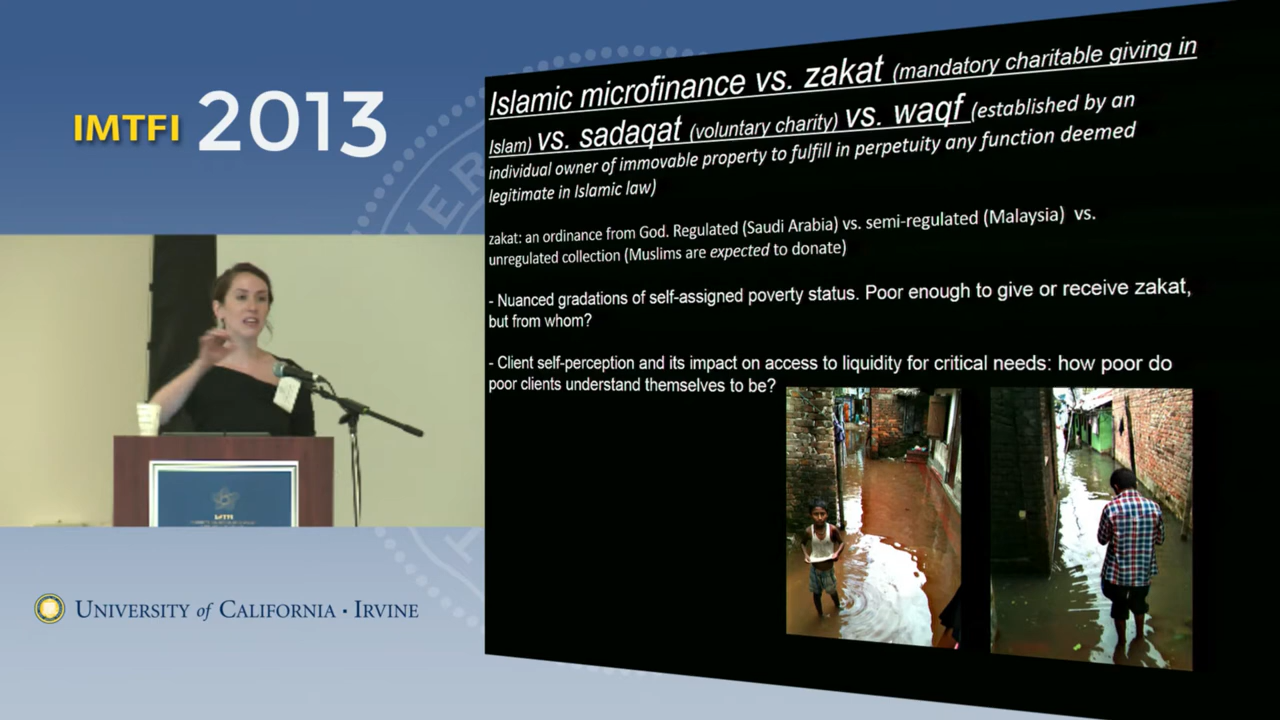 IMTFI 2013
Islamic microfinance vs. zakat (mandatory charitable giving in
Islam) vs. sadaqat (voluntary charity) vs. waqf (established by an
individual owner of immovable property to fulfill in perpetuity any function deemed
legitimate in Islamic law)
zakat: an ordinance from God. Regulated (Saudi Arabia) vs. semi-regulated (Malaysia) vs.
unregulated collection (Muslims are expected to donate)
- Nuanced gradations of self-assigned poverty status. Poor enough to give or receive zakat,
but from whom?
- Client self-perception and its impact on access to liquidity for critical needs: how poor do
poor clients understand themselves to be?
IMTFI
UNIVERSITY of CALIFORNIA · IRVINE